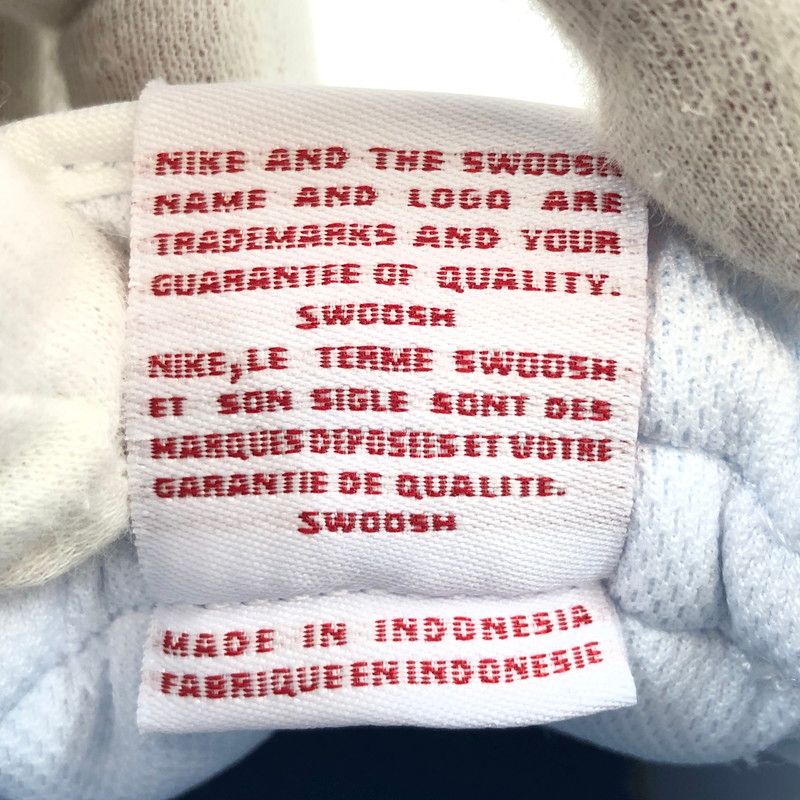 NIKE AND THE SWOOSH
NAME AND LOGO ARE
TRADEMARKS AND YOUR
GUARANTEE OF QUALITY.
SWOOSH
NIKE, LE TERME SWOOSH
ET SON SIGLE SONT DES
MARQUES DEPOSEES ET VOTRE
GARANTIE DE QUALITE.
SWOOSH
MADE IN INDONESIA
FABRIQUE EN INDONESIE